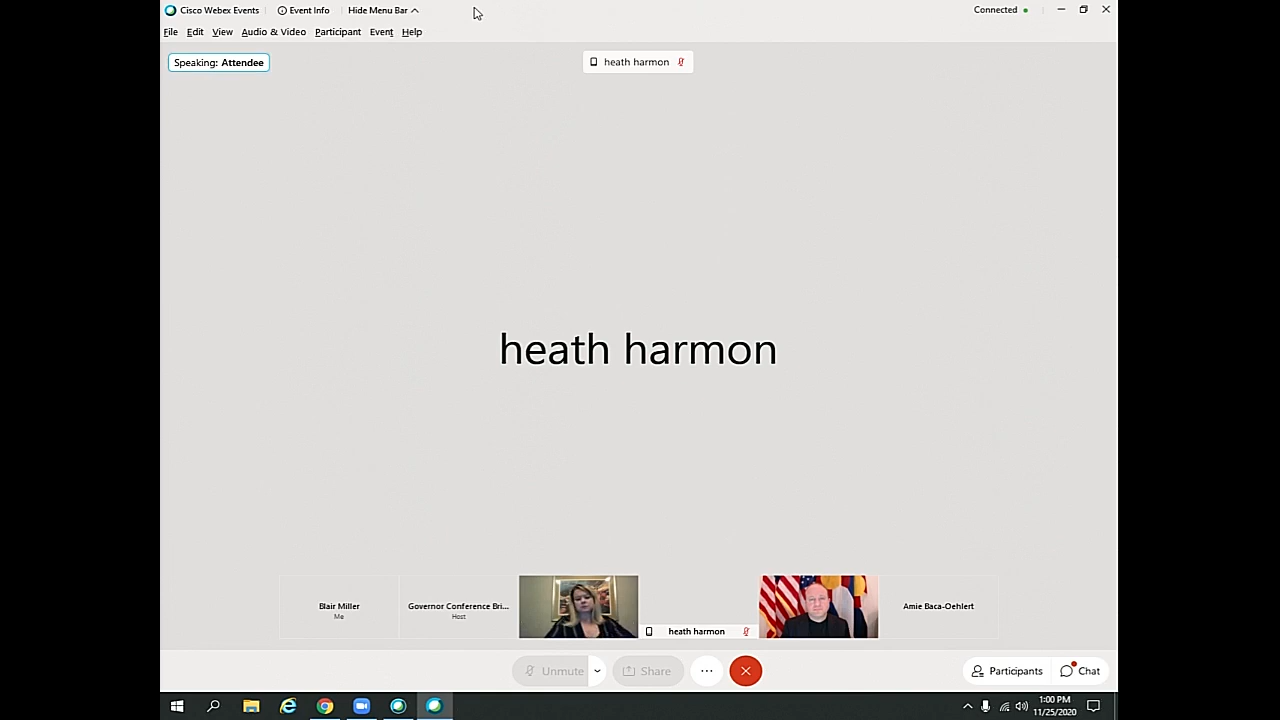 Cisco Webex Events
Event Info
Hide Menu Bar
Connected
File Edit View Audio & Video Participant Event Help
Speaking: Attendee
heath harmon
heath harmon
Blair Miller
Me
Governor Conference Bri...
Host
heath harmon
Amie Baca-Oehlert
Unmute
Share
Participants
Chat
1:00 PM
11/25/2020